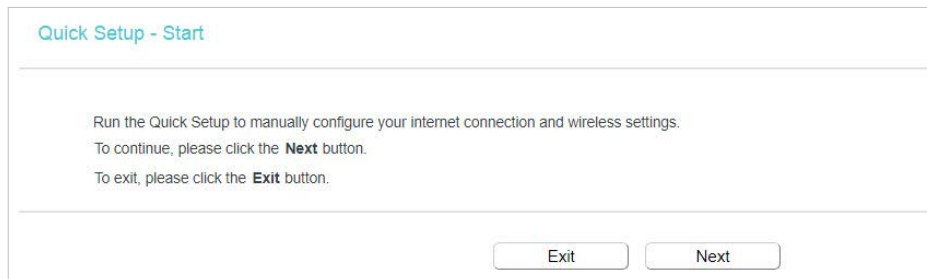 Quick Setup - Start
Run the Quick Setup to manually configure your internet connection and wireless settings.
To continue, please click the Next button.
To exit, please click the Exit button.
Exit Next